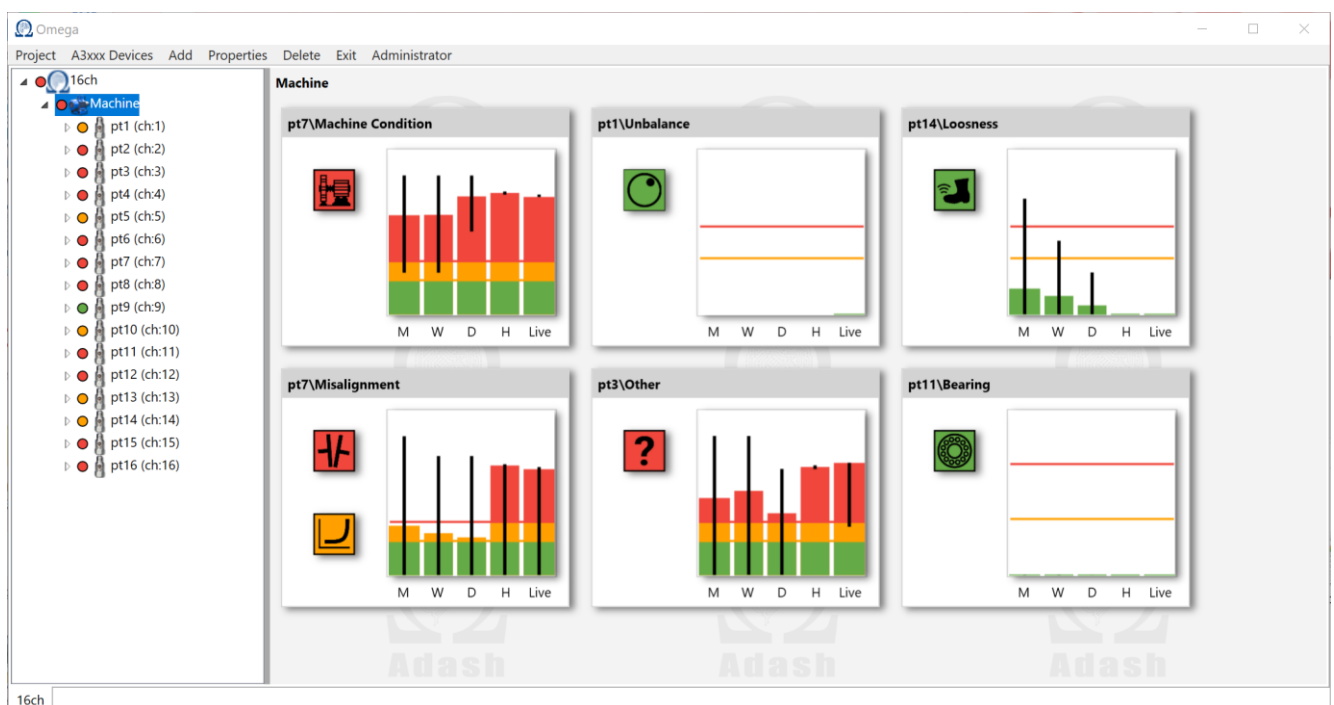 Omega
Project A3xxx Devices Add Properties Delete Exit Administrator
16ch
Machine
pt1 (ch:1)
pt2 (ch:2)
pt3 (ch:3)
pt4 (ch:4)
pt5 (ch:5)
pt6 (ch:6)
pt7 (ch:7)
pt8 (ch:8)
pt9 (ch:9)
pt10 (ch:10)
pt11 (ch:11)
pt12 (ch:12)
pt13 (ch:13)
pt14 (ch:14)
pt15 (ch:15)
pt16 (ch:16)
Machine
pt7\Machine Condition
M W D H Live
pt1\Unbalance
M W D H Live
pt14\Loosness
M W D H Live
pt7\Misalignment
M W D H Live
pt3\Other
?
M W D H Live
pt11\Bearing
M W D H Live
Adash Adash Adash
16ch